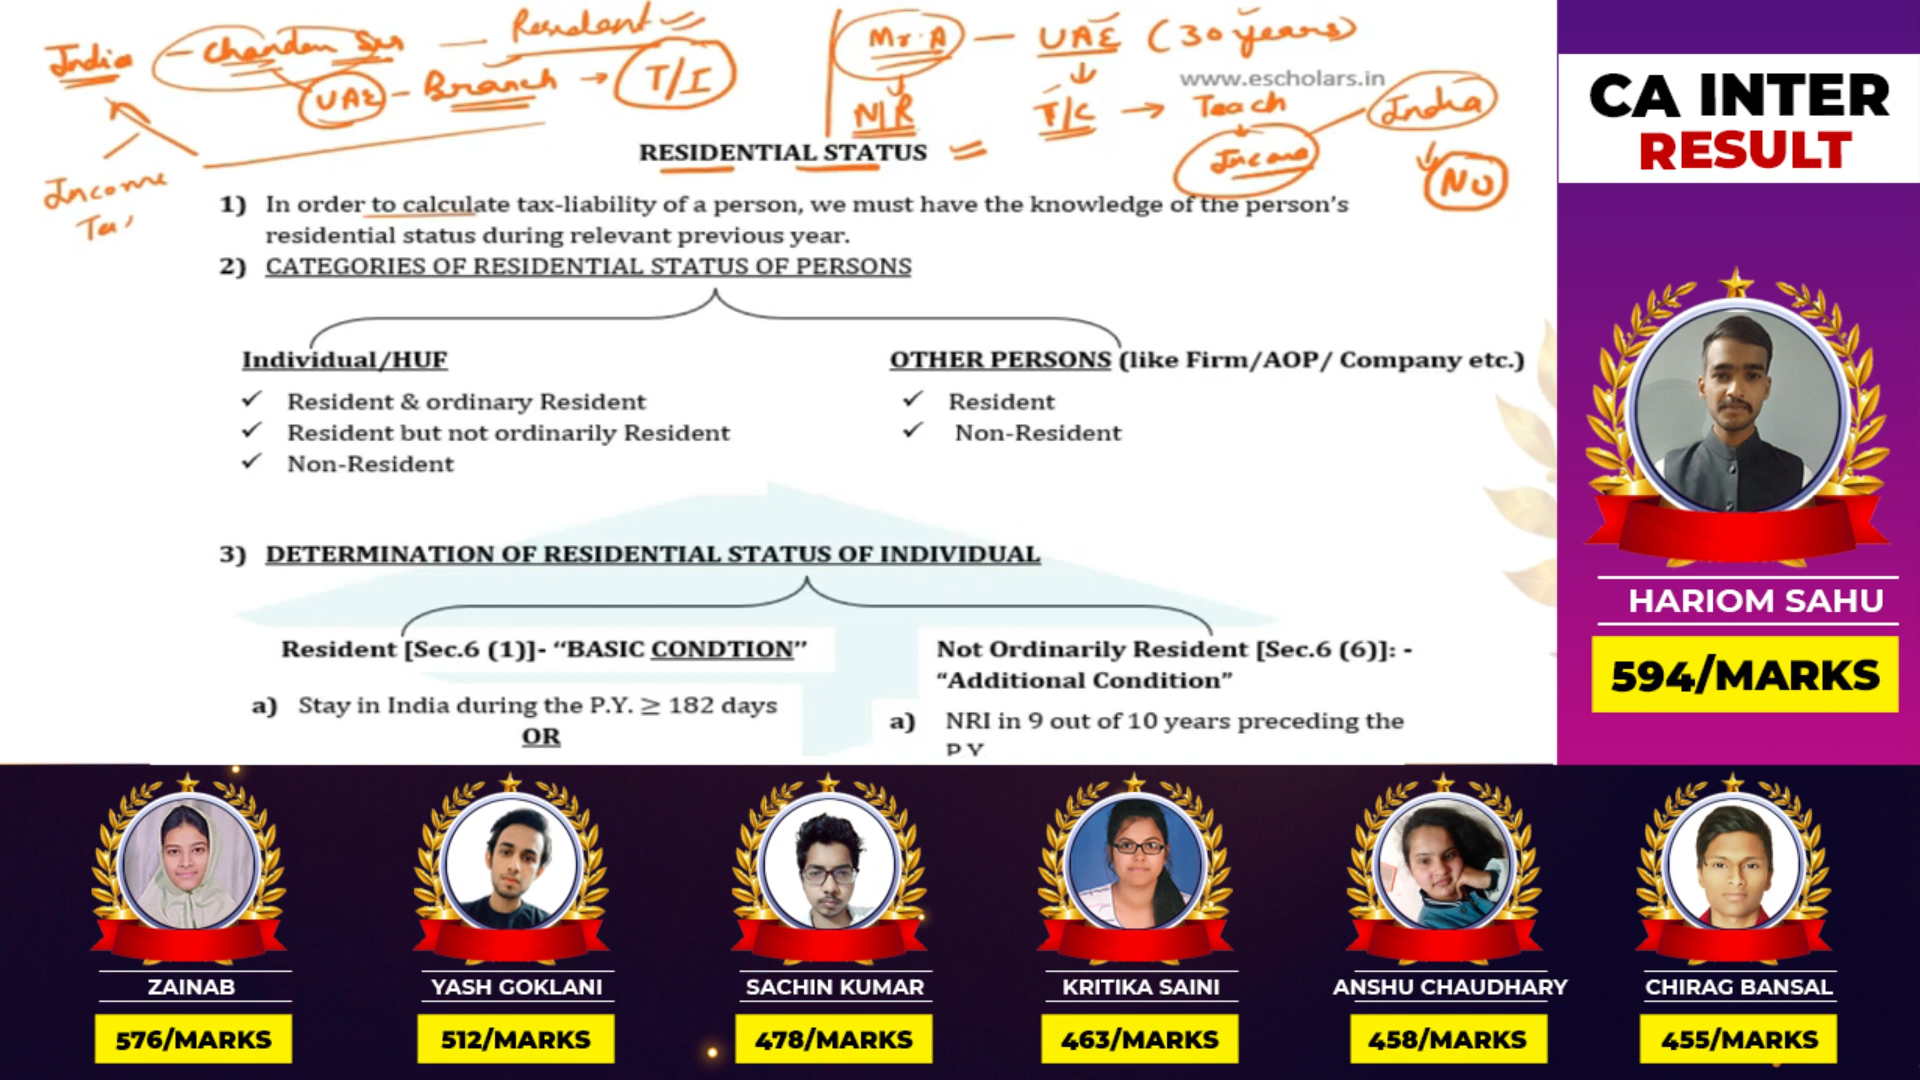 India - Chandan Sir - Resident
UAE - Branch → T/I
Income
Tax
Mr. A - UAE (30 years)
N/R
T/C → Teach
Income
India
NO
www.escholars.in
RESIDENTIAL STATUS
1) In order to calculate tax-liability of a person, we must have the knowledge of the person's
residential status during relevant previous year.
2) CATEGORIES OF RESIDENTIAL STATUS OF PERSONS
Individual/HUF
✓ Resident & ordinary Resident
✓ Resident but not ordinarily Resident
✓ Non-Resident
OTHER PERSONS (like Firm/AOP/ Company etc.)
✓ Resident
✓ Non-Resident
3) DETERMINATION OF RESIDENTIAL STATUS OF INDIVIDUAL
Resident [Sec.6 (1)]- "BASIC CONDTION"
a) Stay in India during the P.Y. ≥ 182 days
OR
Not Ordinarily Resident [Sec.6 (6)]: -
"Additional Condition"
a) NRI in 9 out of 10 years preceding the
P.Y
CA INTER
RESULT
HARIOM SAHU
594/MARKS
ZAINAB
576/MARKS
YASH GOKLANI
512/MARKS
SACHIN KUMAR
478/MARKS
KRITIKA SAINI
463/MARKS
ANSHU CHAUDHARY
458/MARKS
CHIRAG BANSAL
455/MARKS